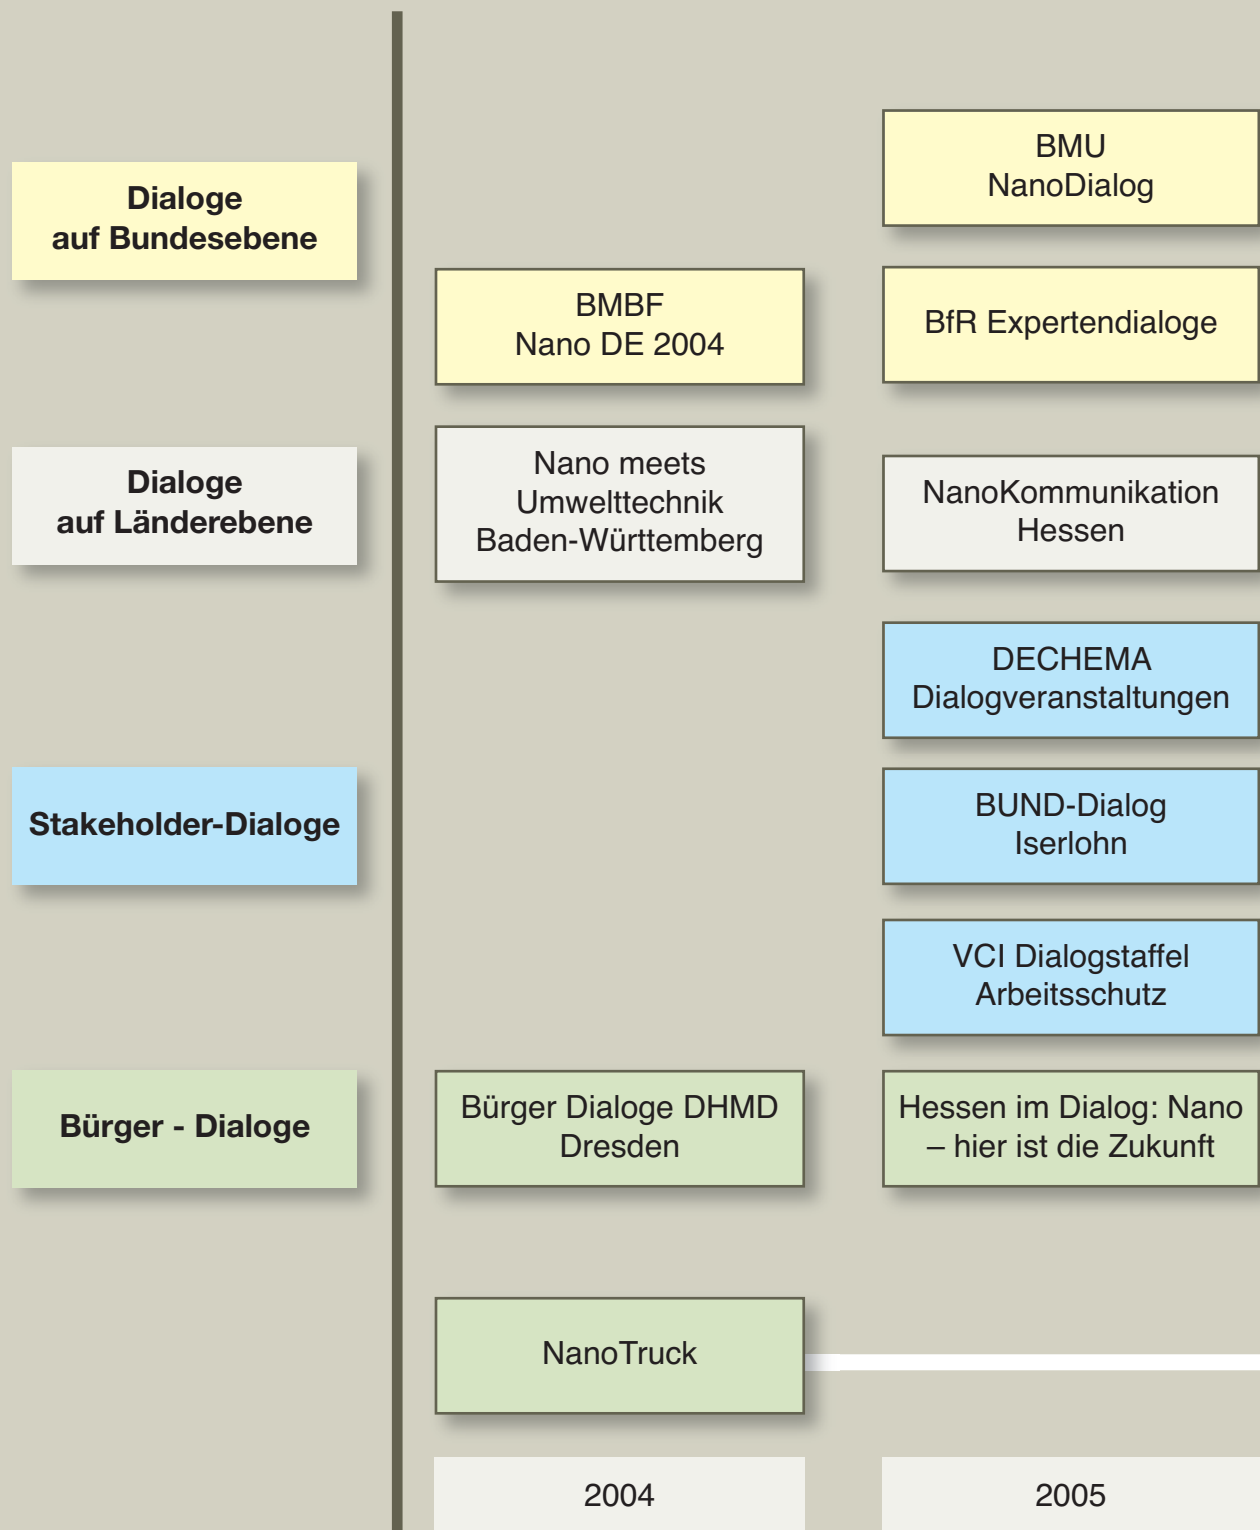 Dialoge
auf Bundesebene
Dialoge
auf Länderebene
Stakeholder-Dialoge
Bürger - Dialoge
BMBF
Nano DE 2004
Nano meets
Umwelttechnik
Baden-Württemberg
Bürger Dialoge DHMD
Dresden
NanoTruck
2004
BMU
NanoDialog
BfR Expertendialoge
NanoKommunikation
Hessen
DECHEMA
Dialogveranstaltungen
BUND-Dialog
Iserlohn
VCI Dialogstaffel
Arbeitsschutz
Hessen im Dialog: Nano
– hier ist die Zukunft
2005